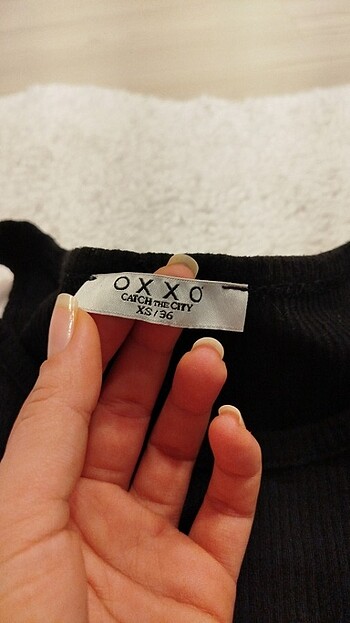 OXXO
CATCH THE CITY
XS/36